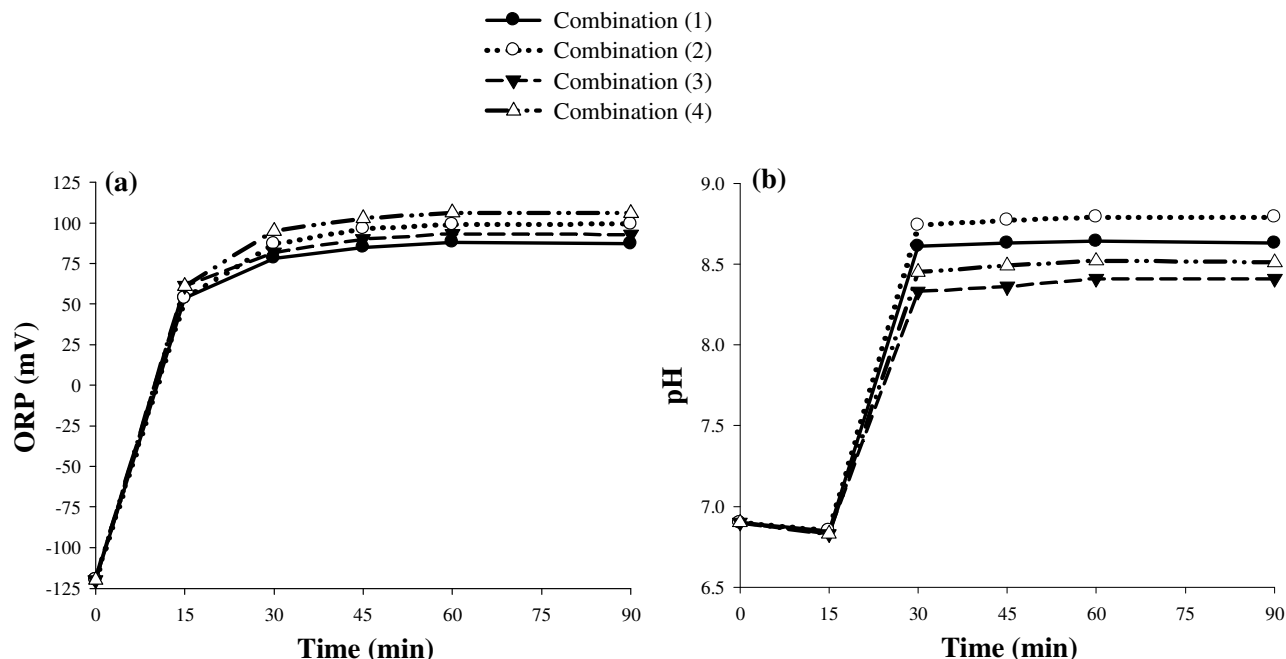 Combination (1)
Combination (2)
Combination (3)
Combination (4)
(a)
125
100
75
50
25
0
-25
-50
-75
-100
-125
ORP (mV)
0 15 30 45 60 75 90
Time (min)
(b)
9.0
8.5
8.0
7.5
7.0
6.5
pH
0 15 30 45 60 75 90
Time (min)